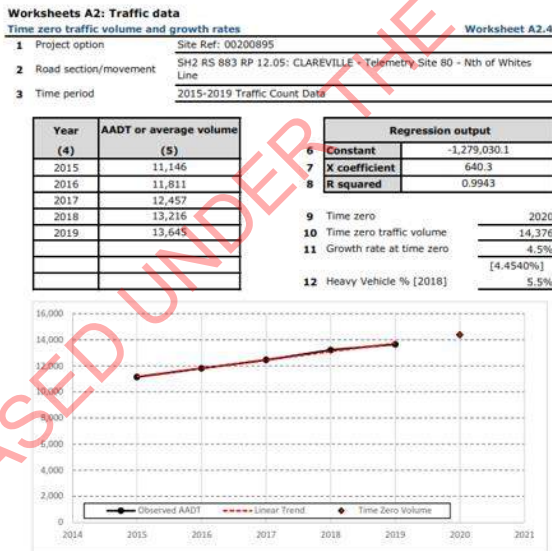 Worksheets A2: Traffic data
Time zero traffic volume and growth rates Worksheet A2.4
1 Project option Site Ref: 00200895
2 Road section/movement SH2 RS 883 RP 12.05: CLAREVILLE - Telemetry Site 80 - Nth of Whites Line
3 Time period 2015-2019 Traffic Count Data
Year AADT or average volume
(4) (5)
2015 11,146
2016 11,811
2017 12,457
2018 13,216
2019 13,645
Regression output
6 Constant -1,279,030.1
7 X coefficient 640.3
8 R squared 0.9943
9 Time zero 2020
10 Time zero traffic volume 14,376
11 Growth rate at time zero 4.5%
[4.4540%]
12 Heavy Vehicle % [2018] 5.5%
16,000
14,000
12,000
10,000
8,000
6,000
4,000
2,000
0
Observed AADT Linear Trend Time Zero Volume
2014 2015 2016 2017 2018 2019 2020 2021
ASED UNDER THE